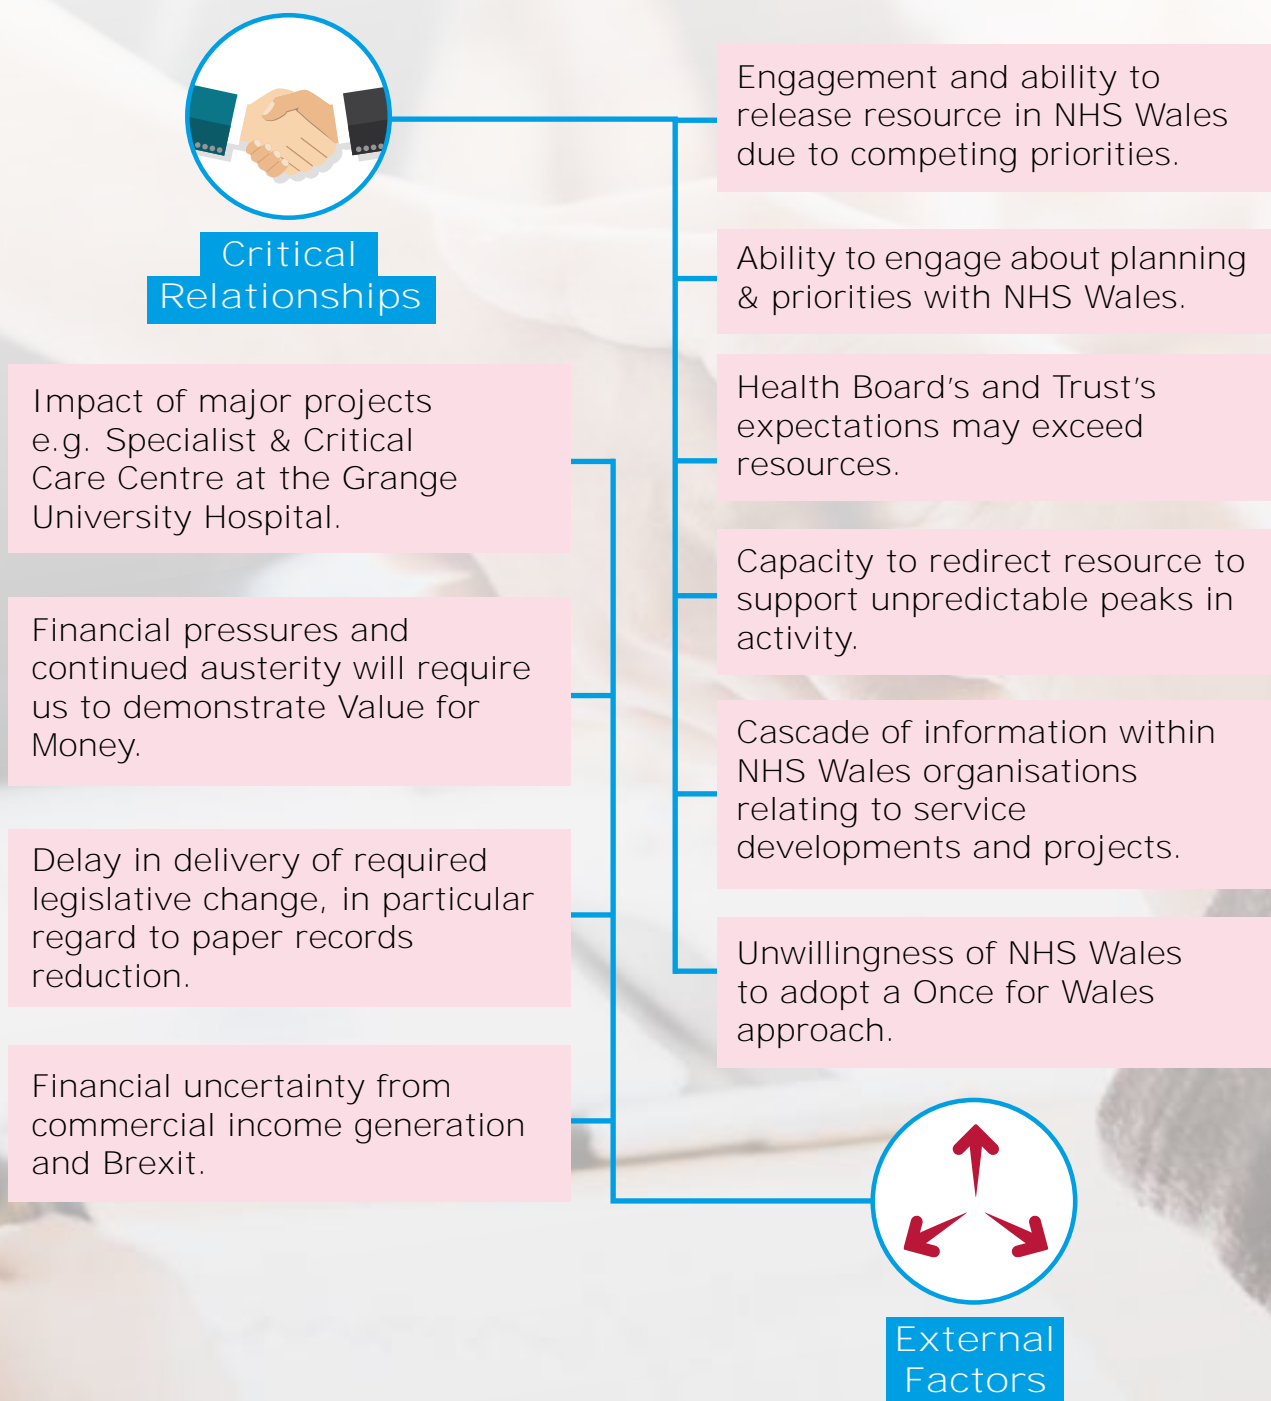 Critical
Relationships
Engagement and ability to
release resource in NHS Wales
due to competing priorities.
Ability to engage about planning
& priorities with NHS Wales.
Health Board's and Trust's
expectations may exceed
resources.
Capacity to redirect resource to
support unpredictable peaks in
activity.
Cascade of information within
NHS Wales organisations
relating to service
developments and projects.
Unwillingness of NHS Wales
to adopt a Once for Wales
approach.
Impact of major projects
e.g. Specialist & Critical
Care Centre at the Grange
University Hospital.
Financial pressures and
continued austerity will require
us to demonstrate Value for
Money.
Delay in delivery of required
legislative change, in particular
regard to paper records
reduction.
Financial uncertainty from
commercial income generation
and Brexit.
External
Factors